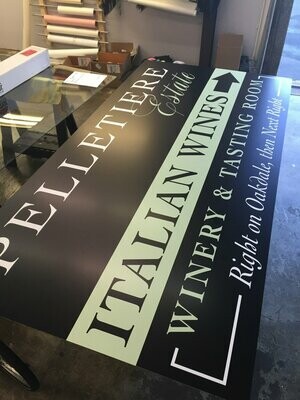 PELLETIERE
Estate
ITALIAN WINES
WINERY & TASTING ROOM
Right on Oakdale, then Next Right